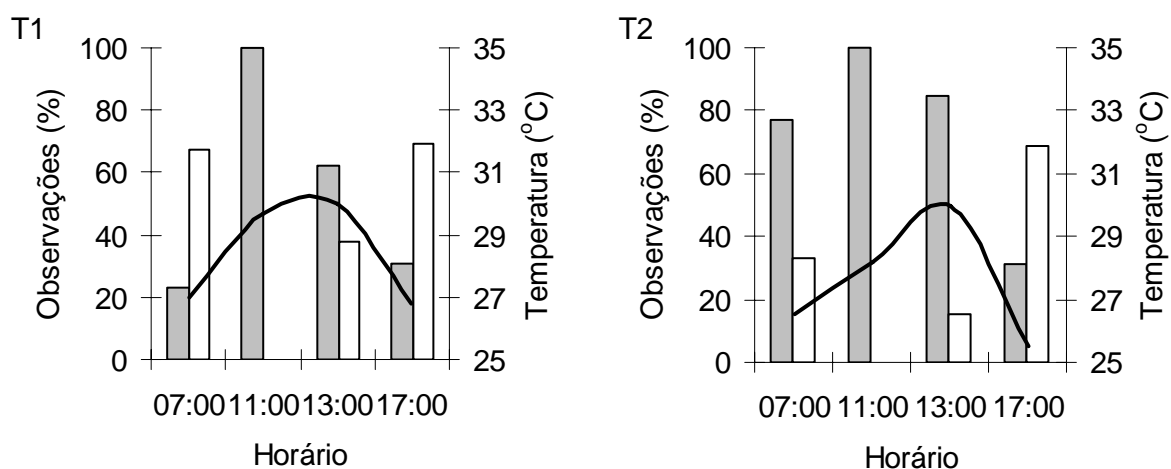 T1
Observações (%)
100
80
60
40
20
0
35
33
31
29
27
25
Temperatura (°C)
07:00 11:00 13:00 17:00
Horário
T2
Observações (%)
100
80
60
40
20
0
35
33
31
29
27
25
Temperatura (°C)
07:00 11:00 13:00 17:00
Horário